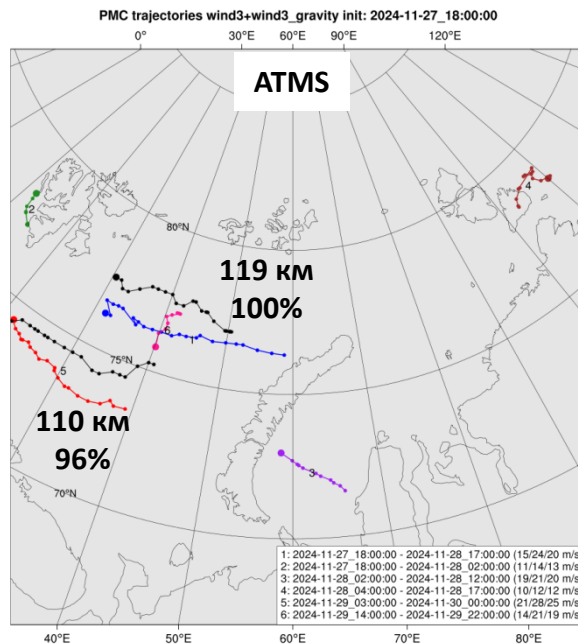 PMC trajectories wind3+wind3_gravity init: 2024-11-27_18:00:00
0° 30°E 60°E 90°E 120°E
ATMS
4
2
80°N
119 км
100%
6
1
75°N
5
110 км
96%
3
70°N
1: 2024-11-27_18:00:00 - 2024-11-28_17:00:00 (15/24/20 m/s
2: 2024-11-27_18:00:00 - 2024-11-28_02:00:00 (11/14/13 m/s
3: 2024-11-28_02:00:00 - 2024-11-28_12:00:00 (19/21/20 m/s
4: 2024-11-28_04:00:00 - 2024-11-28_17:00:00 (10/12/12 m/s
5: 2024-11-29_03:00:00 - 2024-11-30_00:00:00 (21/28/25 m/s
6: 2024-11-29_14:00:00 - 2024-11-29_22:00:00 (14/21/19 m/s
40°E 50°E 60°E 70°E 80°E